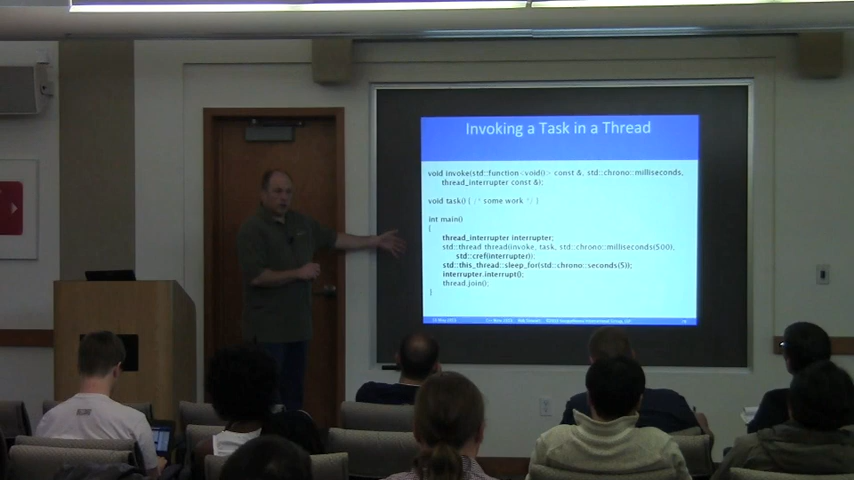 Invoking a Task in a Thread
void invoke(std::function<void()> const &, std::chrono::milliseconds,
thread_interrupter const &);
void task() { /* some work */ }
int main()
{
thread_interrupter interrupter;
std::thread thread(invoke, task, std::chrono::milliseconds(500),
std::cref(interrupter));
std::this_thread::sleep_for(std::chrono::seconds(5));
interrupter.interrupt();
thread.join();
}